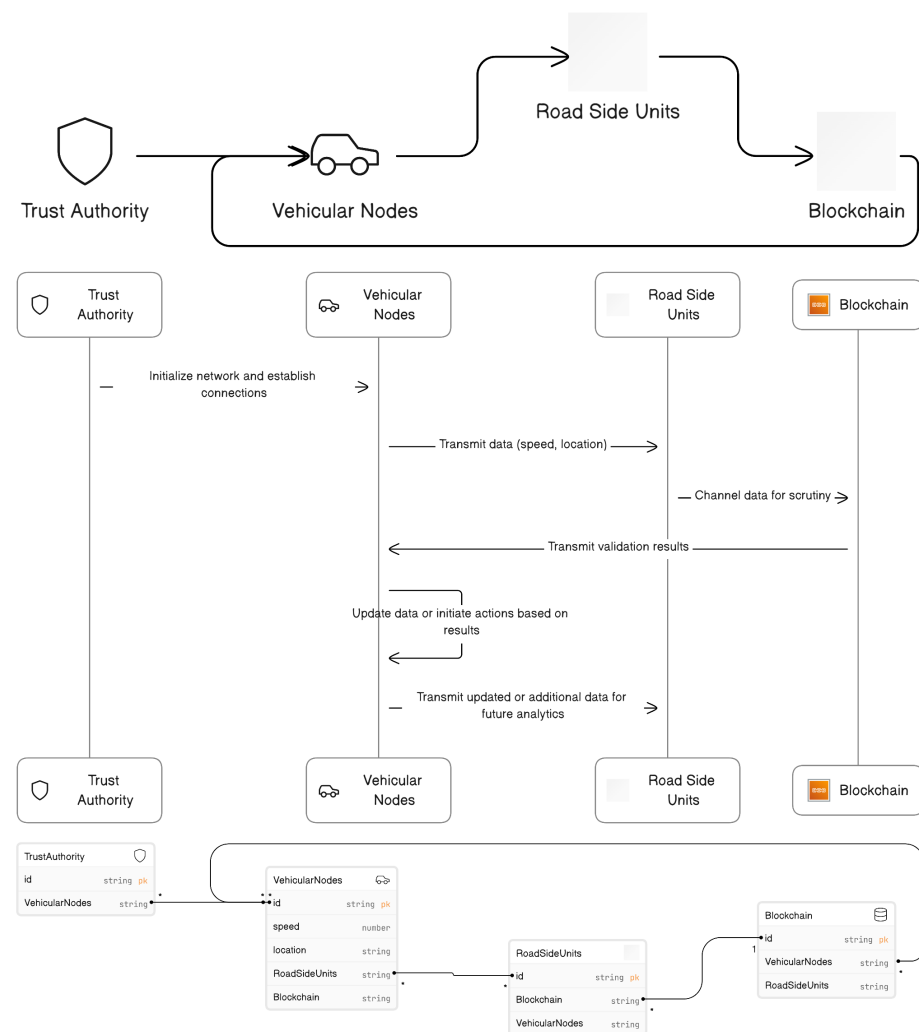 Road Side Units
Trust Authority
Vehicular Nodes
Blockchain
Trust
Authority
Vehicular
Nodes
Road Side
Units
Blockchain
Initialize network and establish
connections
Transmit data (speed, location)
Channel data for scrutiny
Transmit validation results
Update data or initiate actions based on
results
Transmit updated or additional data for
future analytics
Trust
Authority
Vehicular
Nodes
Road Side
Units
Blockchain
TrustAuthority
id string pk
VehicularNodes string
*
* *
VehicularNodes
id string pk
speed number
location string
RoadSideUnits string
*
Blockchain string
RoadSideUnits
*
id string pk
Blockchain string
*
VehicularNodes string
Blockchain
1
id string pk
VehicularNodes string
*
RoadSideUnits string